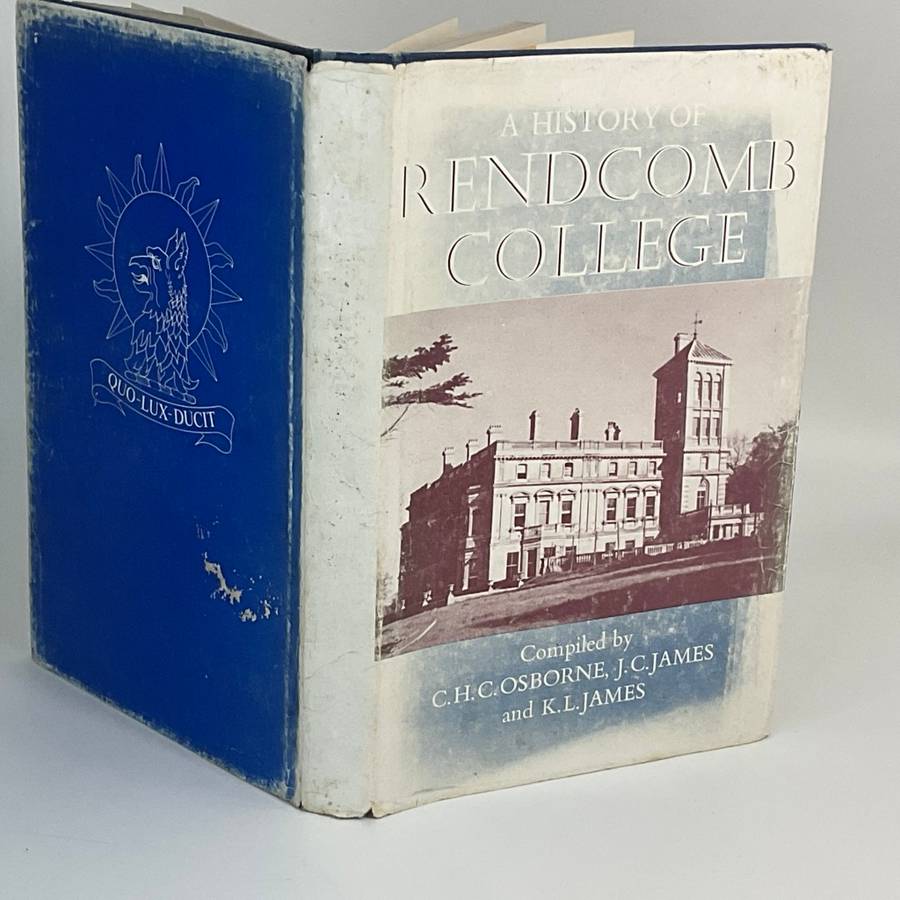 A HISTORY OF
RENDCOMB
COLLEGE
Compiled by
C.H.C.OSBORNE, J.C.JAMES
and K.L.JAMES
QUO-LUX-DUCIT